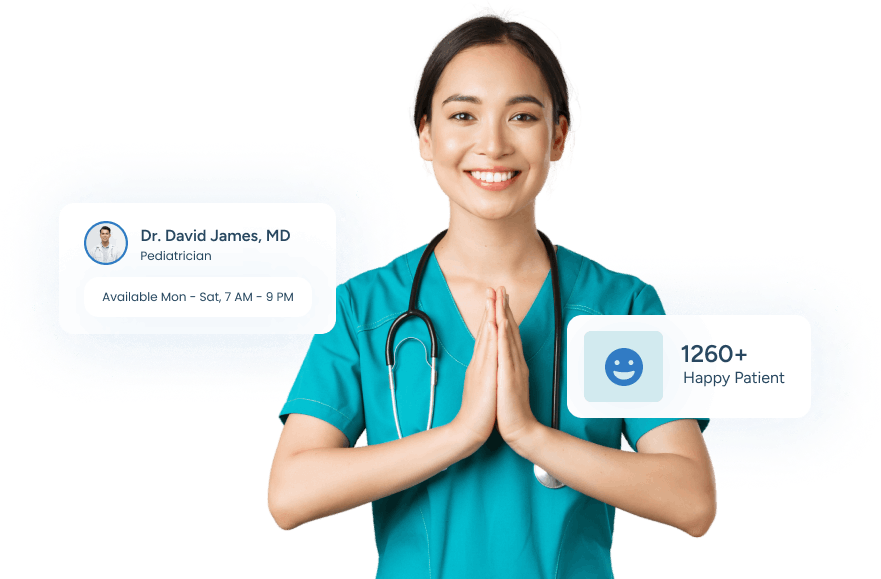 Dr. David James, MD
Pediatrician
Available Mon - Sat, 7 AM - 9 PM
1260+
Happy Patient